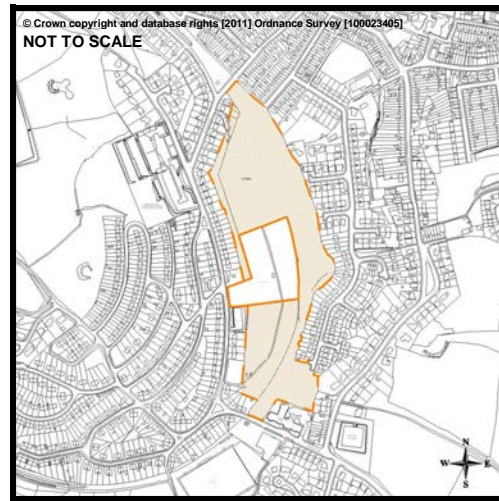 © Crown copyright and database rights [2011] Ordnance Survey [100023405]
NOT TO SCALE
N
W E
S